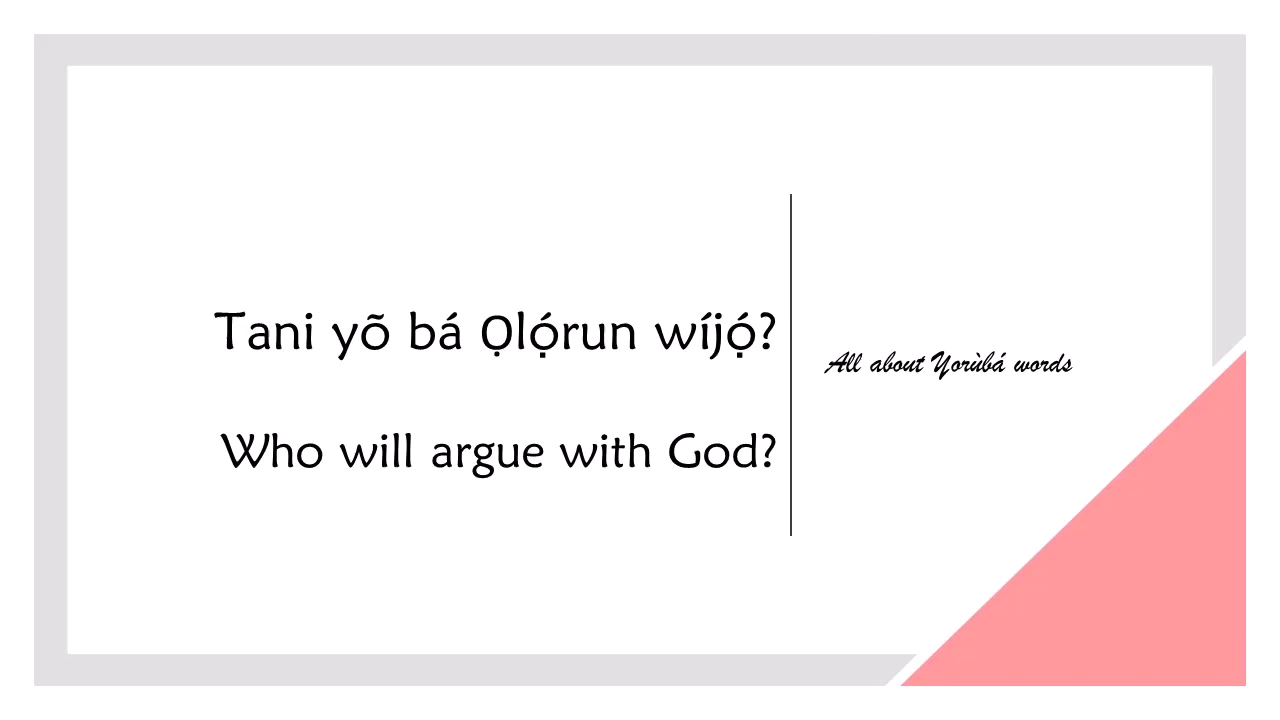 Tani yõ bá Ọlọ́run wíjọ́?
Who will argue with God?
All about Yorùbá words